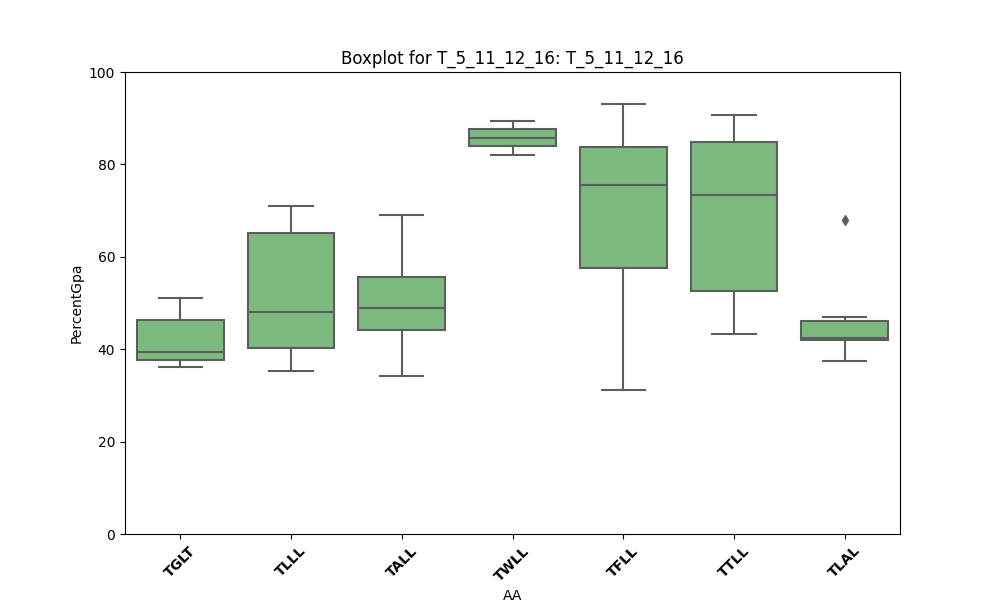 Boxplot for T_5_11_12_16: T_5_11_12_16
100
80
60
40
20
0
PercentGpa
TGLT
TLLL
TALL
TWLL
TFLL
TTLL
TLAL
AA